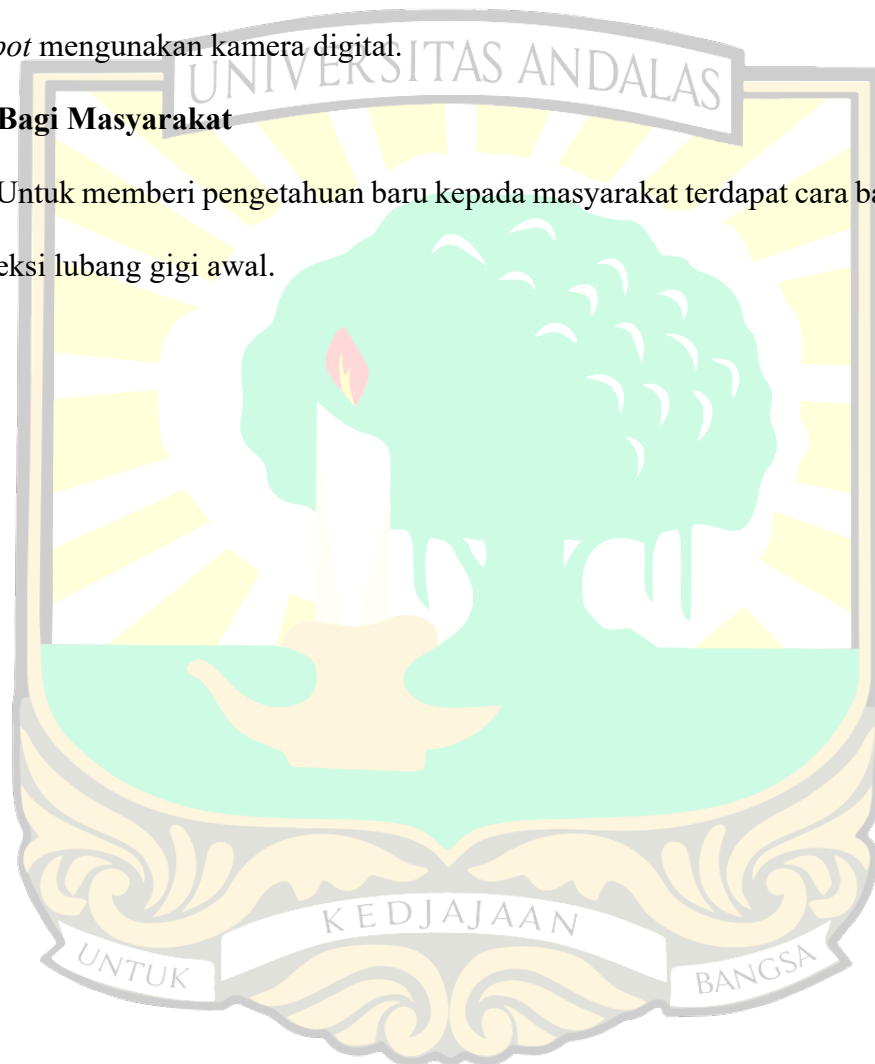 pot mengunakan kamera digital.
UNIVERSITAS ANDALAS
Bagi Masyarakat
Untuk memberi pengetahuan baru kepada masyarakat terdapat cara ba
eksi lubang gigi awal.
KEDJAJAAN
UNTUK
BANGSA